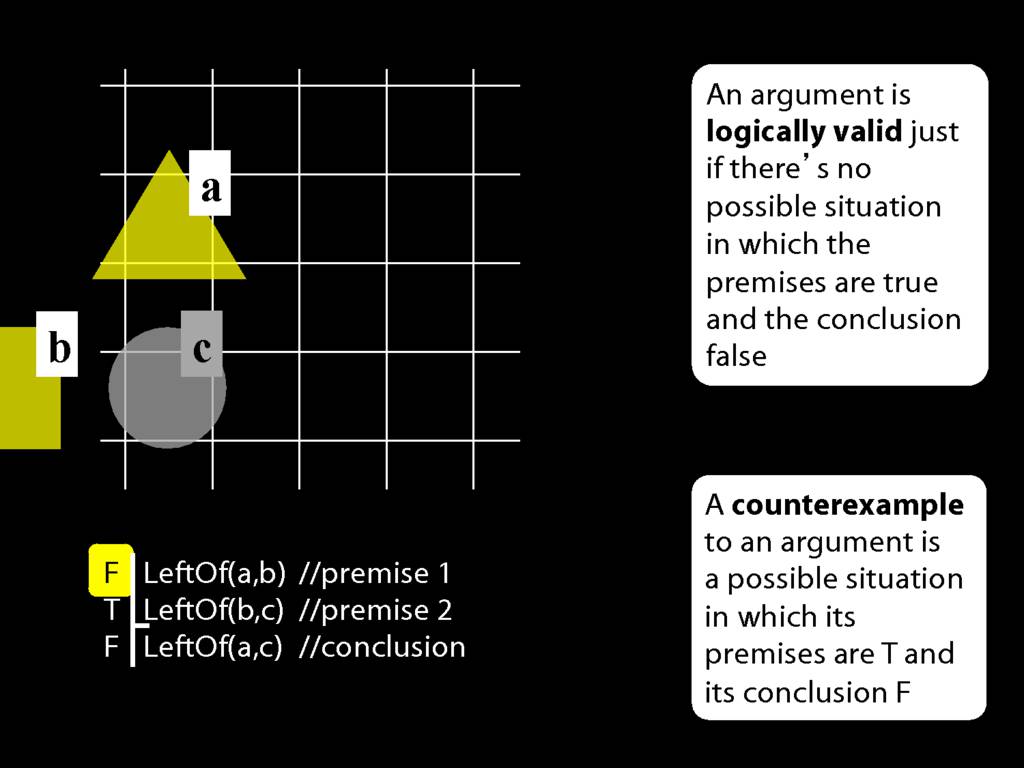 a
b
c
An argument is
logically valid just
if there’s no
possible situation
in which the
premises are true
and the conclusion
false
F LeftOf(a,b) //premise 1
T LeftOf(b,c) //premise 2
F LeftOf(a,c) //conclusion
A counterexample
to an argument is
a possible situation
in which its
premises are T and
its conclusion F